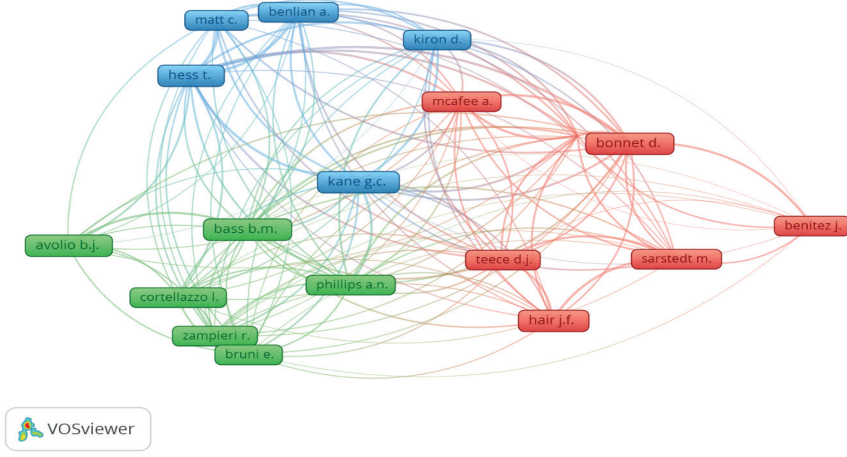 benlian a.
matt c.
kiron d.
hess t.
mcafee a.
bonnet d.
kane g.c.
benitez j.
bass b.m.
avolio b.j.
teece d.j.
sarstedt m.
phillips a.n.
cortellazzo l.
hair j.f.
zampieri r.
bruni e.
VOSviewer